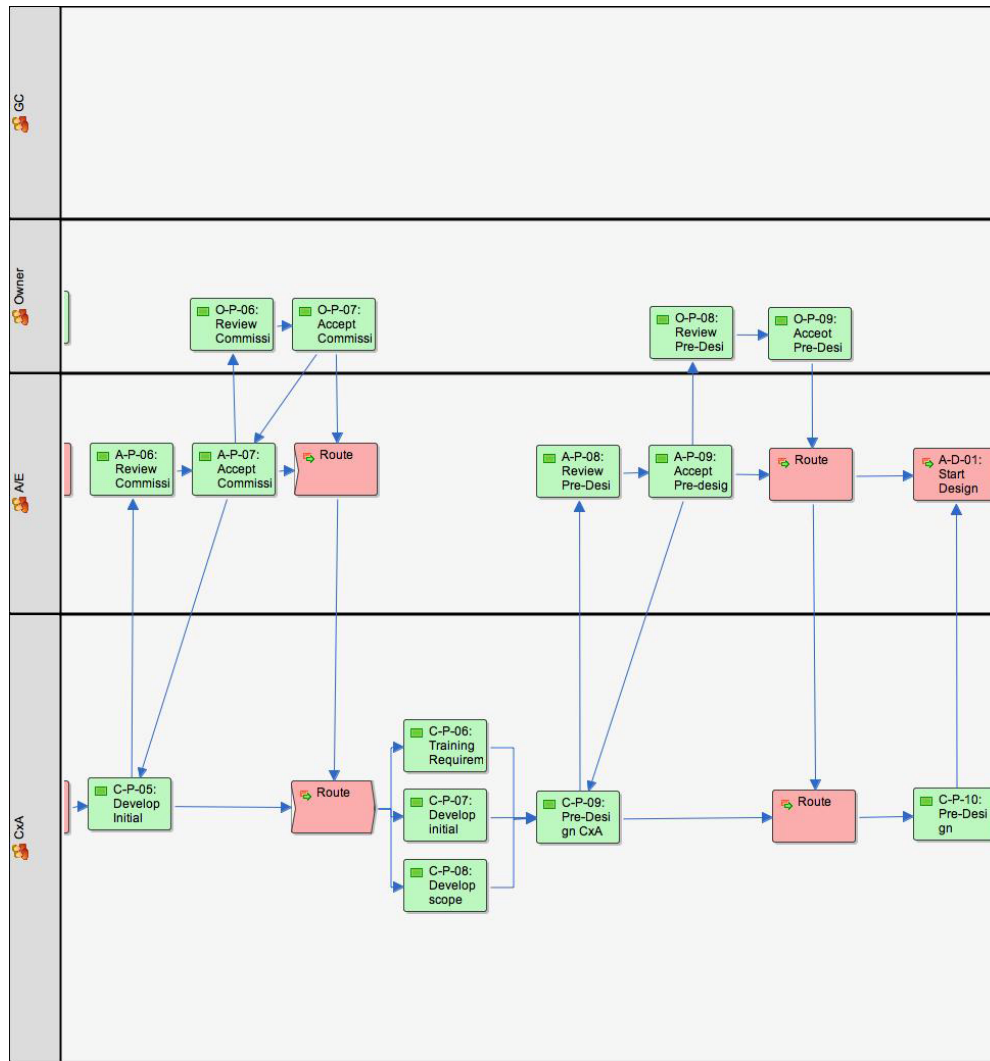 GC
Owner
O-P-06:
Review
Commissi
O-P-07:
Accept
Commissi
O-P-08:
Review
Pre-Desi
O-P-09:
Acceot
Pre-Desi
A/E
A-P-06:
Review
Commissi
A-P-07:
Accept
Commissi
Route
A-P-08:
Review
Pre-Desi
A-P-09:
Accept
Pre-desig
Route
A-D-01:
Start
Design
CxA
C-P-05:
Develop
Initial
Route
C-P-06:
Training
Requirem
C-P-07:
Develop
initial
C-P-08:
Develop
scope
C-P-09:
Pre-Desi
gn CxA
Route
C-P-10:
Pre-Desi
gn